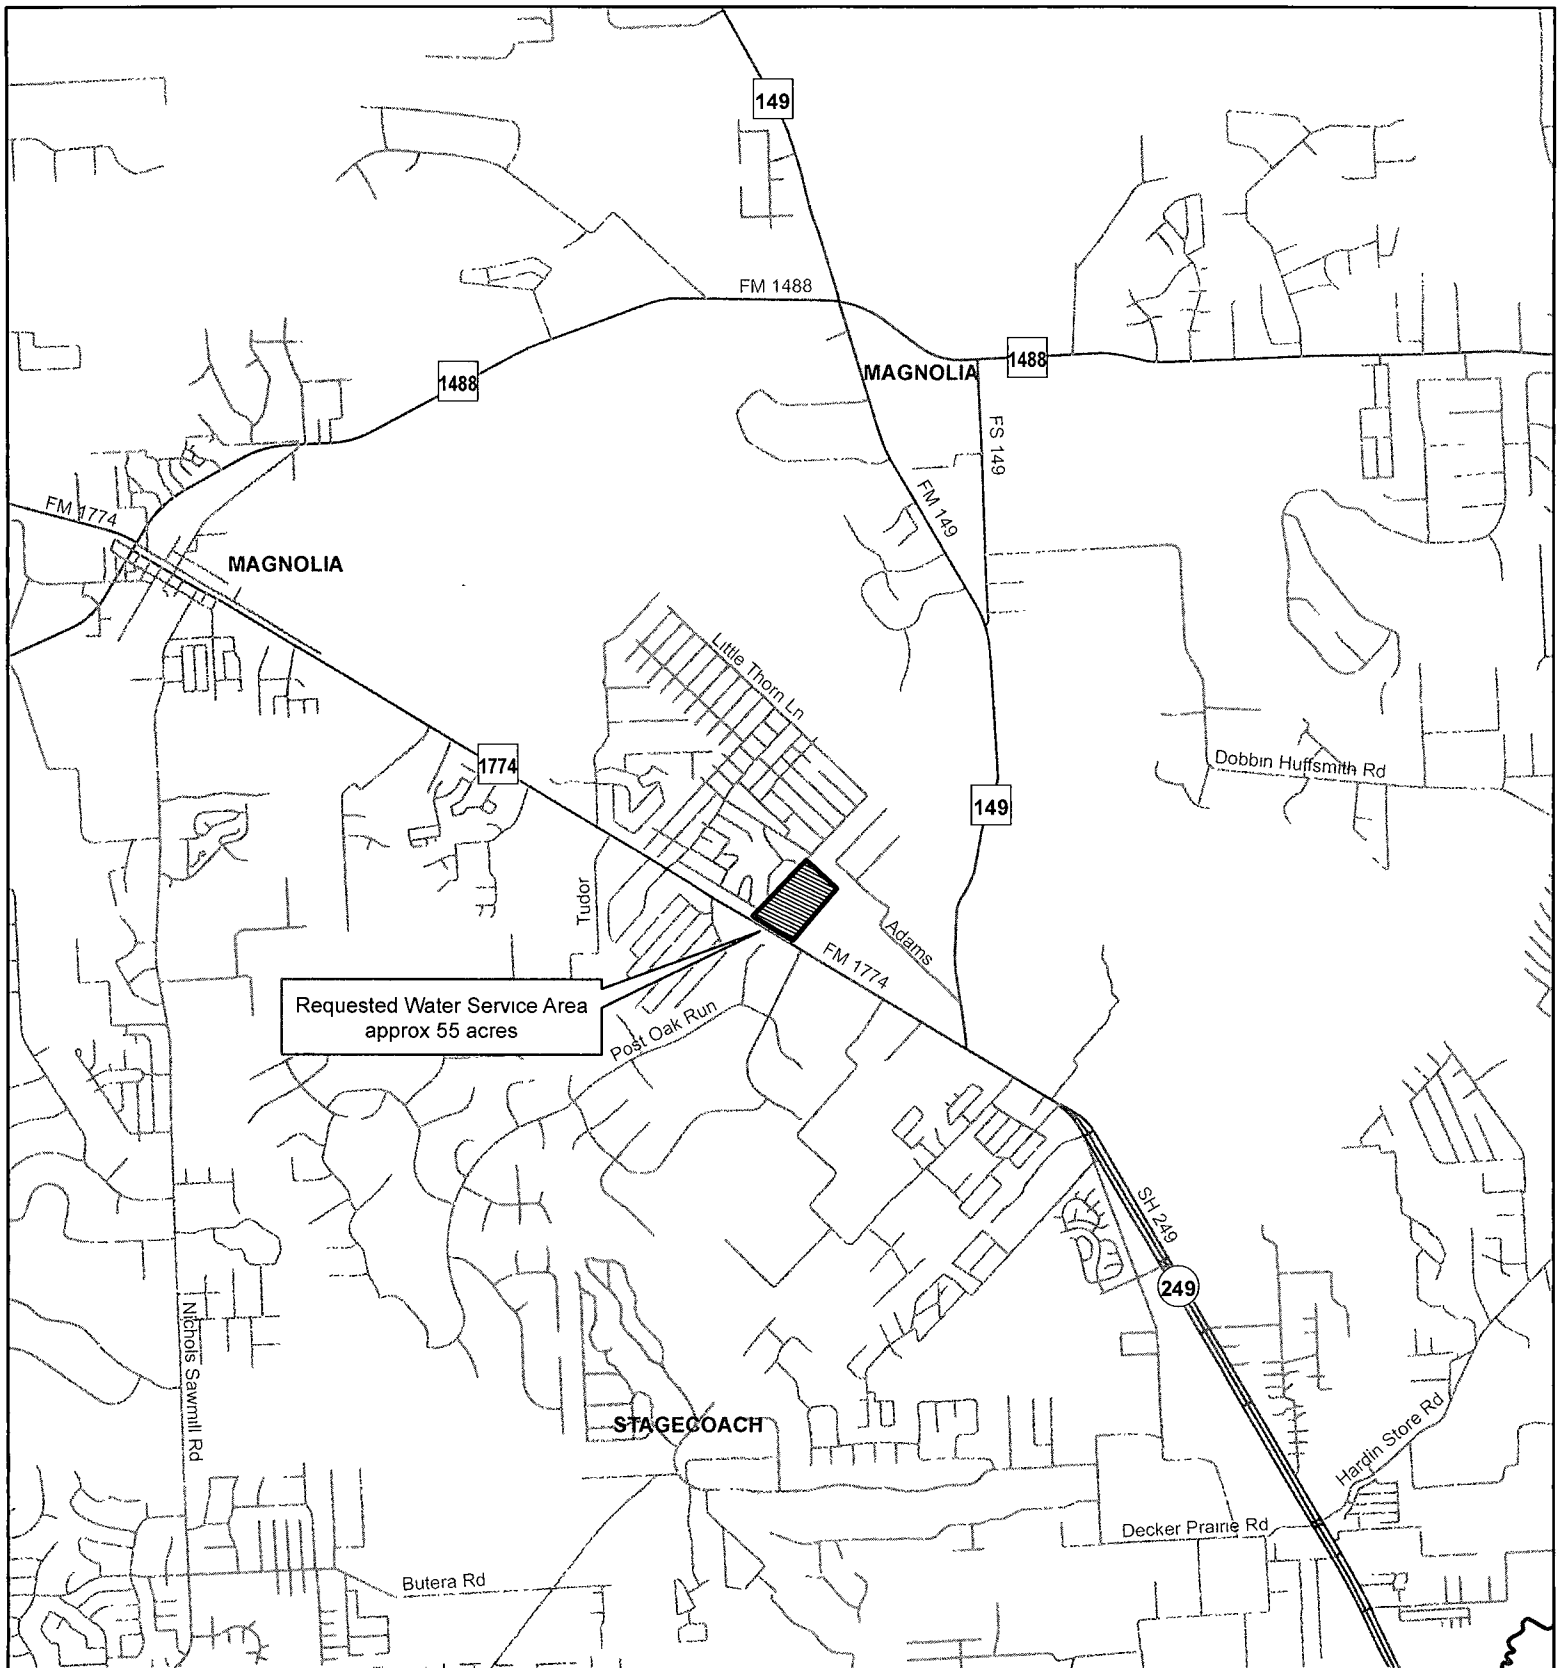 149
FM 1488
1488
MAGNOLIA
1488
FS 149
FM 1774
FM 149
MAGNOLIA
Little Thorn Ln
1774
Dobbin Huffsmith Rd
149
Tudor
Adams
FM 1774
Requested Water Service Area
approx 55 acres
Post Oak Run
SH 249
249
Nichols Sawmill Rd
STAGECOACH
Hardin Store Rd
Decker Prairie Rd
Butera Rd